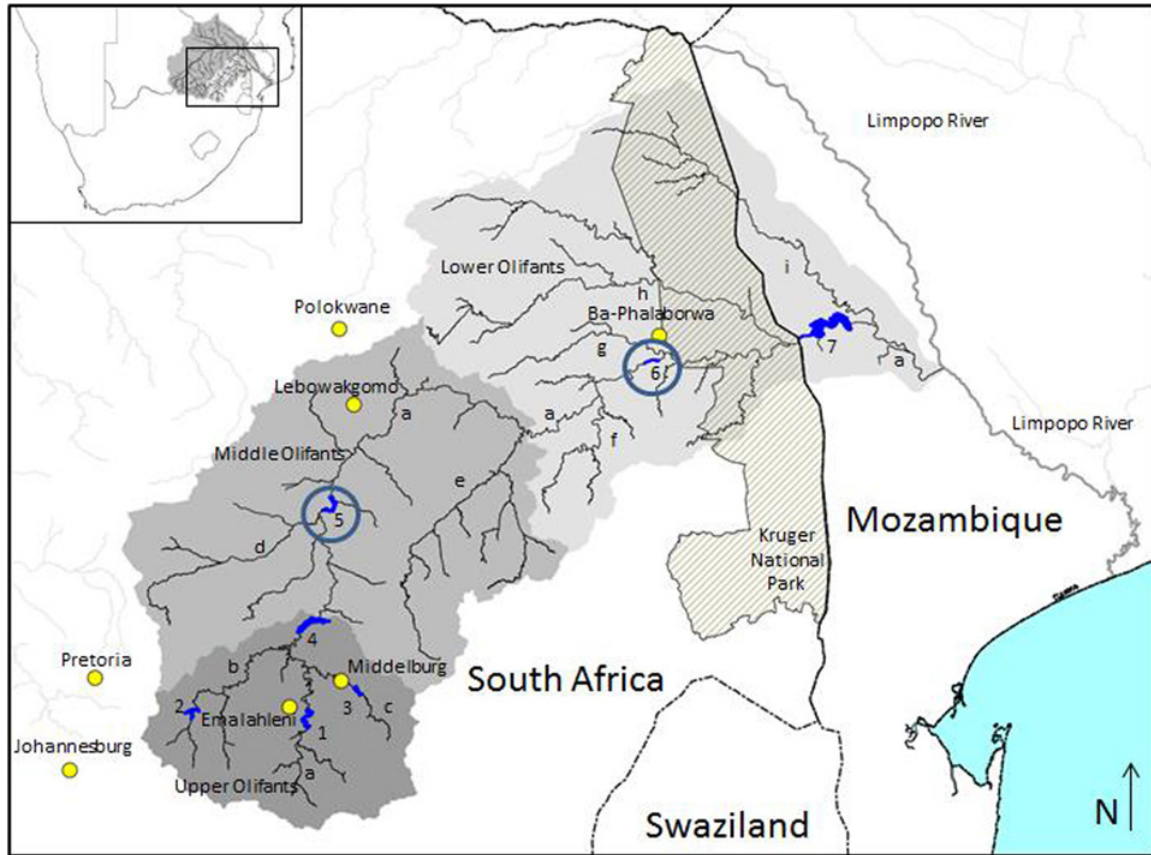 Limpopo River
Lower Olifants
i
h
Polokwane
Ba-Phalaborwa
g
7
a
6
Lebowakgomo
a
a
Limpopo River
f
Middle Olifants
e
5
Mozambique
d
Kruger
National
Park
4
b
Middelburg
South Africa
Pretoria
2
Emalahleni
3
c
1
Johannesburg
a
Upper Olifants
N
Swaziland